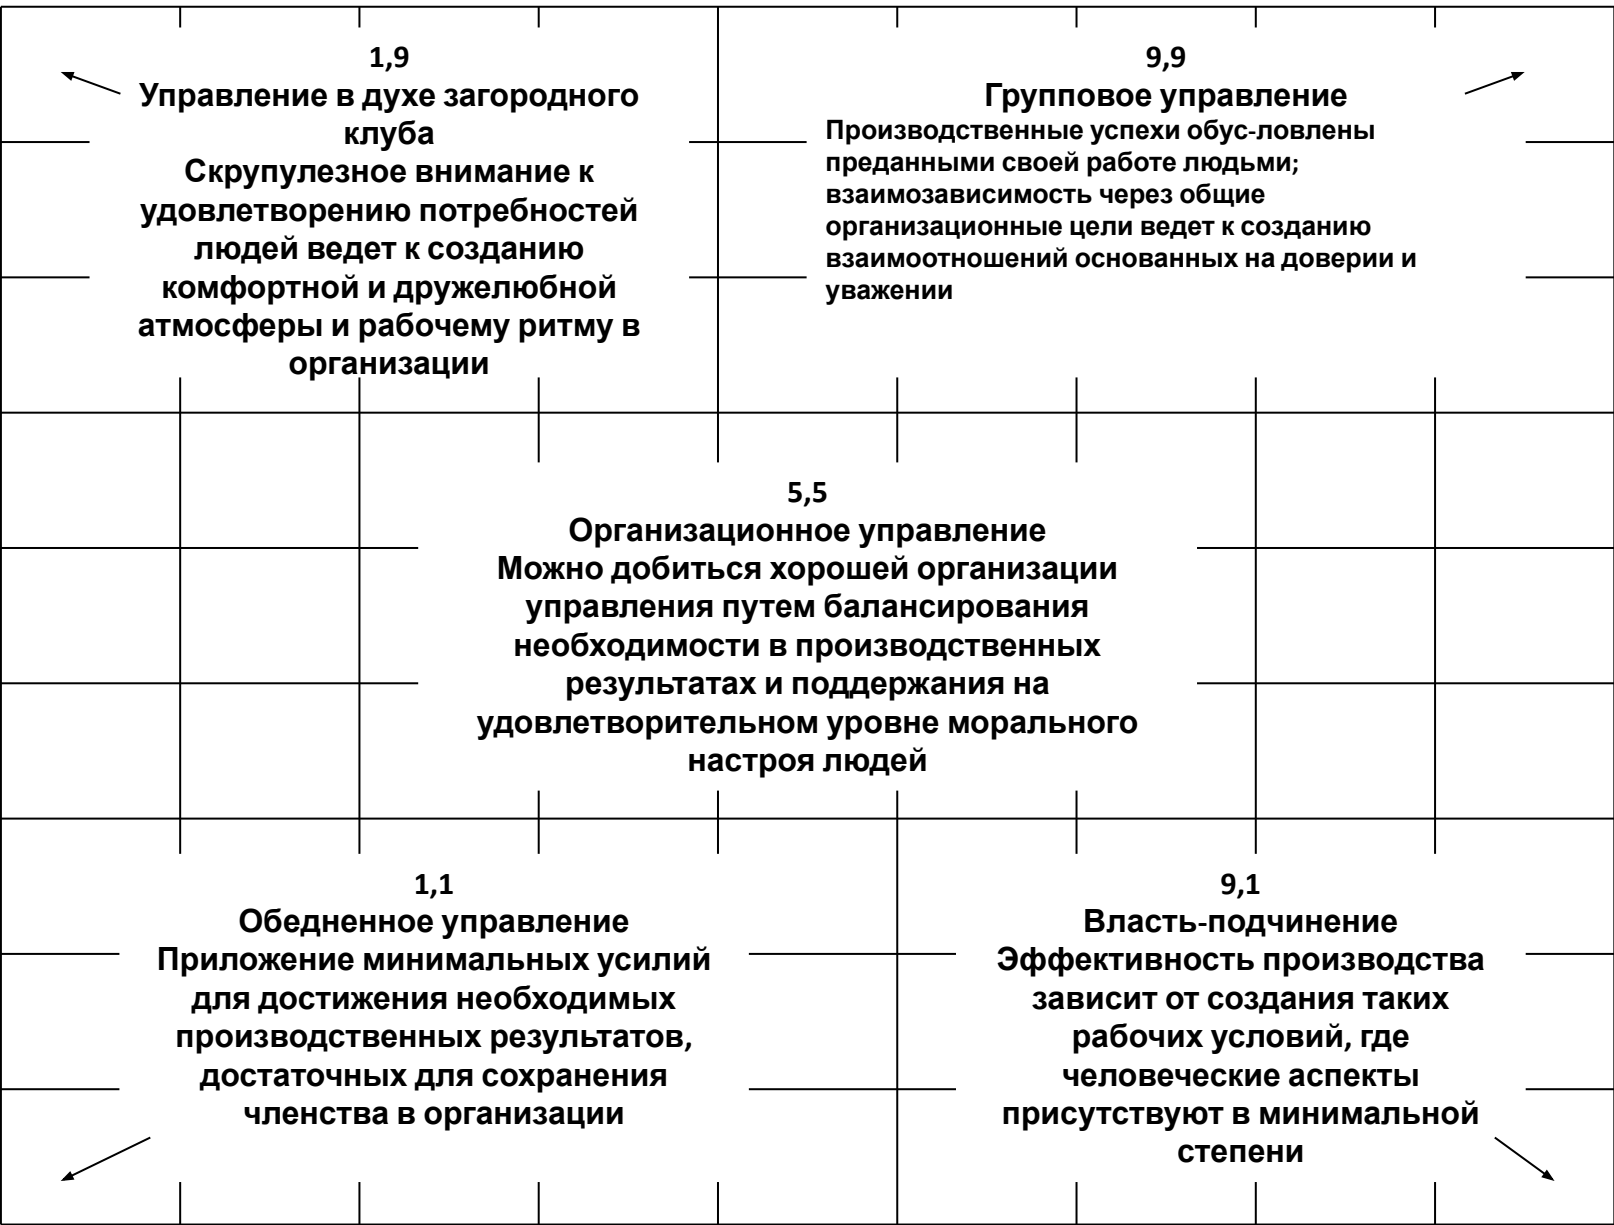 1,9
Управление в духе загородного
клуба
Скрупулезное внимание к
удовлетворению потребностей
людей ведет к созданию
комфортной и дружелюбной
атмосферы и рабочему ритму в
организации
9,9
Групповое управление
Производственные успехи обус-ловлены
преданными своей работе людьми;
взаимозависимость через общие
организационные цели ведет к созданию
взаимоотношений основанных на доверии и
уважении
5,5
Организационное управление
Можно добиться хорошей организации
управления путем балансирования
необходимости в производственных
результатах и поддержания на
удовлетворительном уровне морального
настроя людей
1,1
Обедненное управление
Приложение минимальных усилий
для достижения необходимых
производственных результатов,
достаточных для сохранения
членства в организации
9,1
Власть-подчинение
Эффективность производства
зависит от создания таких
рабочих условий, где
человеческие аспекты
присутствуют в минимальной
степени